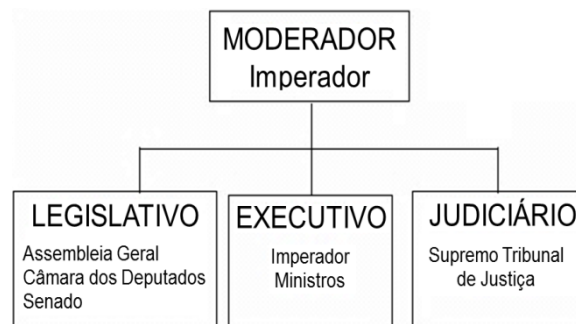 MODERADOR
Imperador
LEGISLATIVO
Assembleia Geral
Câmara dos Deputados
Senado
EXECUTIVO
Imperador
Ministros
JUDICIÁRIO
Supremo Tribunal
de Justiça